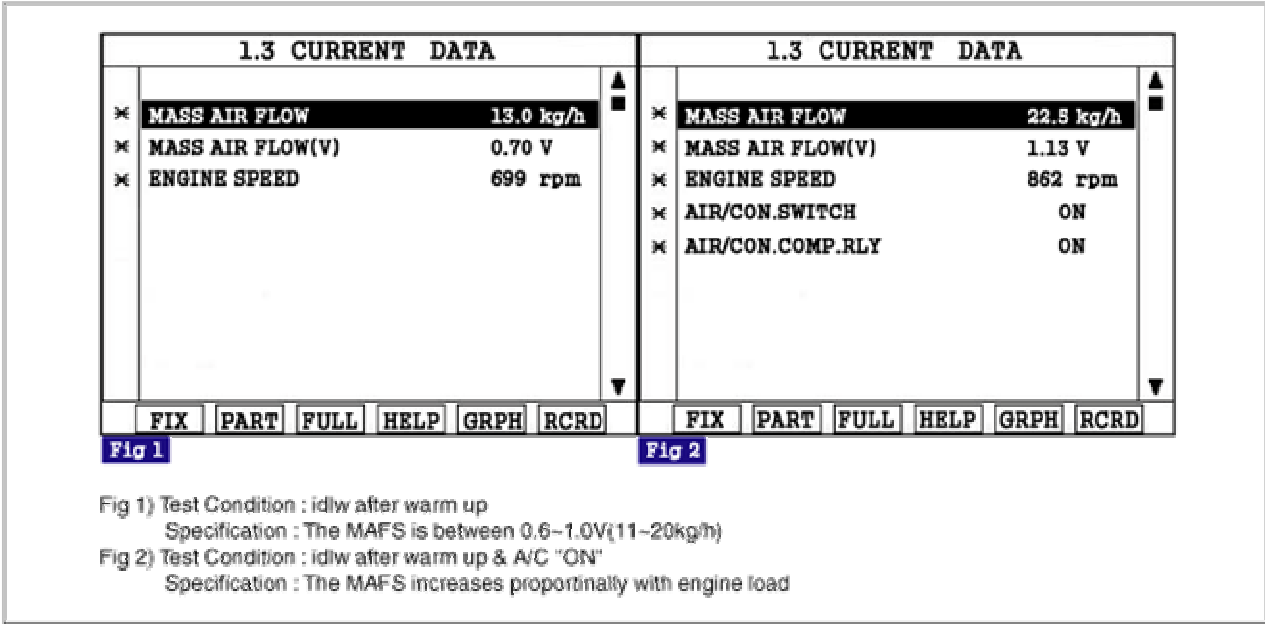 1.3 CURRENT DATA
MASS AIR FLOW 13.0 kg/h
MASS AIR FLOW(V) 0.70 V
ENGINE SPEED 699 rpm
FIX PART FULL HELP GRPH RCRD
Fig 1
1.3 CURRENT DATA
MASS AIR FLOW 22.5 kg/h
MASS AIR FLOW(V) 1.13 V
ENGINE SPEED 862 rpm
AIR/CON.SWITCH ON
AIR/CON.COMP.RLY ON
FIX PART FULL HELP GRPH RCRD
Fig 2
Fig 1) Test Condition : idlw after warm up
Specification : The MAFS is between 0.6~1.0V(11~20kg/h)
Fig 2) Test Condition : idlw after warm up & A/C "ON"
Specification : The MAFS increases proportinally with engine load